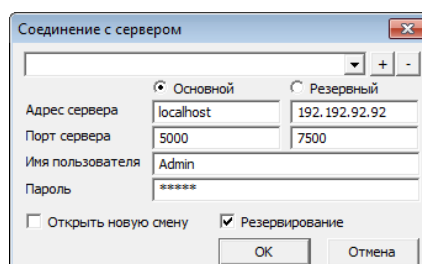 Соединение с сервером
+ -
Основной Резервный
Адрес сервера localhost 192.192.92.92
Порт сервера 5000 7500
Имя пользователя Admin
Пароль *****
Открыть новую смену Резервирование
OK Отмена